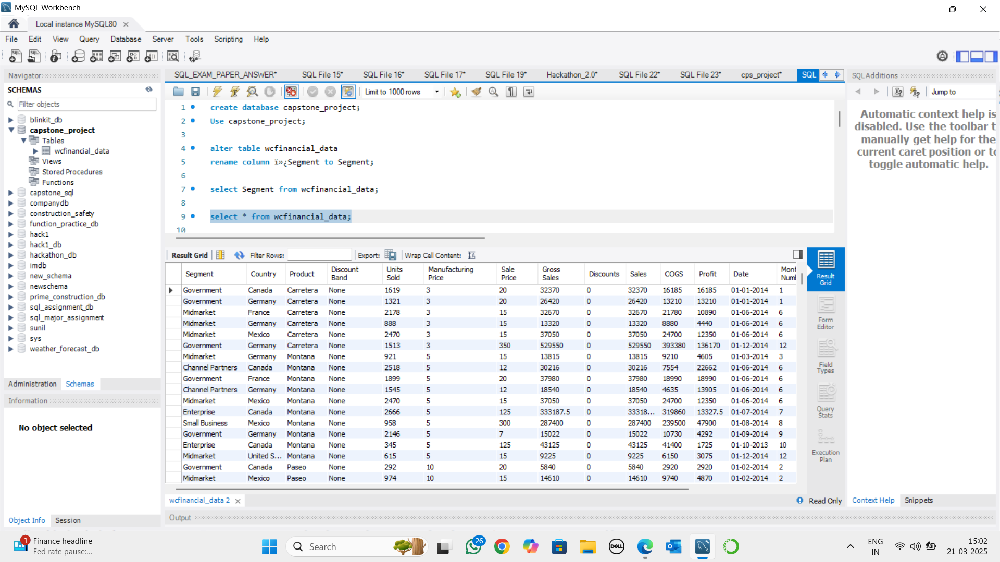 MySQL Workbench
Local instance MySQL80
File Edit View Query Database Server Tools Scripting Help
Navigator
SCHEMAS
Filter objects
blinkit_db
capstone_project
Tables
wcfinancial_data
Views
Stored Procedures
Functions
capstone_sql
companydb
construction_safety
function_practice_db
hack1
hack1_db
hackathon_db
imdb
new_schema
newschema
prime_construction_db
sql_assignment_db
sql_major_assignment
sunil
sys
weather_forecast_db
Administration Schemas
Information
No object selected
Object Info Session
SQL_EXAM_PAPER_ANSWER* SQL File 15* SQL File 16* SQL File 17* SQL File 19* Hackathon_2.0* SQL File 22* SQL File 23* cps_project* SQL
Limit to 1000 rows
1 create database capstone_project;
2 Use capstone_project;
3
4 alter table wcfinancial_data
5 rename column ï»¿Segment to Segment;
6
7 select Segment from wcfinancial_data;
8
9 select * from wcfinancial_data;
10
Result Grid Filter Rows: Export: Wrap Cell Content:
Segment Country Product Discount Band Units Sold Manufacturing Price Sale Price Gross Sales Discounts Sales COGS Profit Date Mont Numl
Government Canada Carretera None 1619 3 20 32370 0 32370 16185 16185 01-01-2014 1
Government Germany Carretera None 1321 3 20 26420 0 26420 13210 13210 01-01-2014 1
Midmarket France Carretera None 2178 3 15 32670 0 32670 21780 10890 01-06-2014 6
Midmarket Germany Carretera None 888 3 15 13320 0 13320 8880 4440 01-06-2014 6
Midmarket Mexico Carretera None 2470 3 15 37050 0 37050 24700 12350 01-06-2014 6
Government Germany Carretera None 1513 3 350 529550 0 529550 393380 136170 01-12-2014 12
Midmarket Germany Montana None 921 5 15 13815 0 13815 9210 4605 01-03-2014 3
Channel Partners Canada Montana None 2518 5 12 30216 0 30216 7554 22662 01-06-2014 6
Government France Montana None 1899 5 20 37980 0 37980 18990 18990 01-06-2014 6
Channel Partners Germany Montana None 1545 5 12 18540 0 18540 4635 13905 01-06-2014 6
Midmarket Mexico Montana None 2470 5 15 37050 0 37050 24700 12350 01-06-2014 6
Enterprise Canada Montana None 2666 5 125 333187.5 0 33318... 319860 13327.5 01-07-2014 7
Small Business Mexico Montana None 958 5 300 287400 0 287400 239500 47900 01-08-2014 8
Government Germany Montana None 2146 5 7 15022 0 15022 10730 4292 01-09-2014 9
Enterprise Canada Montana None 345 5 125 43125 0 43125 41400 1725 01-10-2013 10
Midmarket United S... Montana None 615 5 15 9225 0 9225 6150 3075 01-12-2014 12
Government Canada Paseo None 292 10 20 5840 0 5840 2920 2920 01-02-2014 2
Midmarket Mexico Paseo None 974 10 15 14610 0 14610 9740 4870 01-02-2014 2
Result Grid
Form Editor
Field Types
Query Stats
Execution Plan
wcfinancial_data 2
Read Only
Output
SQLAdditions
Jump to
Automatic context help is
disabled. Use the toolbar t
manually get help for the
current caret position or to
toggle automatic help.
Context Help Snippets
1
Finance headline
Fed rate pause:...
Search
26
DELL
ENG
IN
15:02
21-03-2025